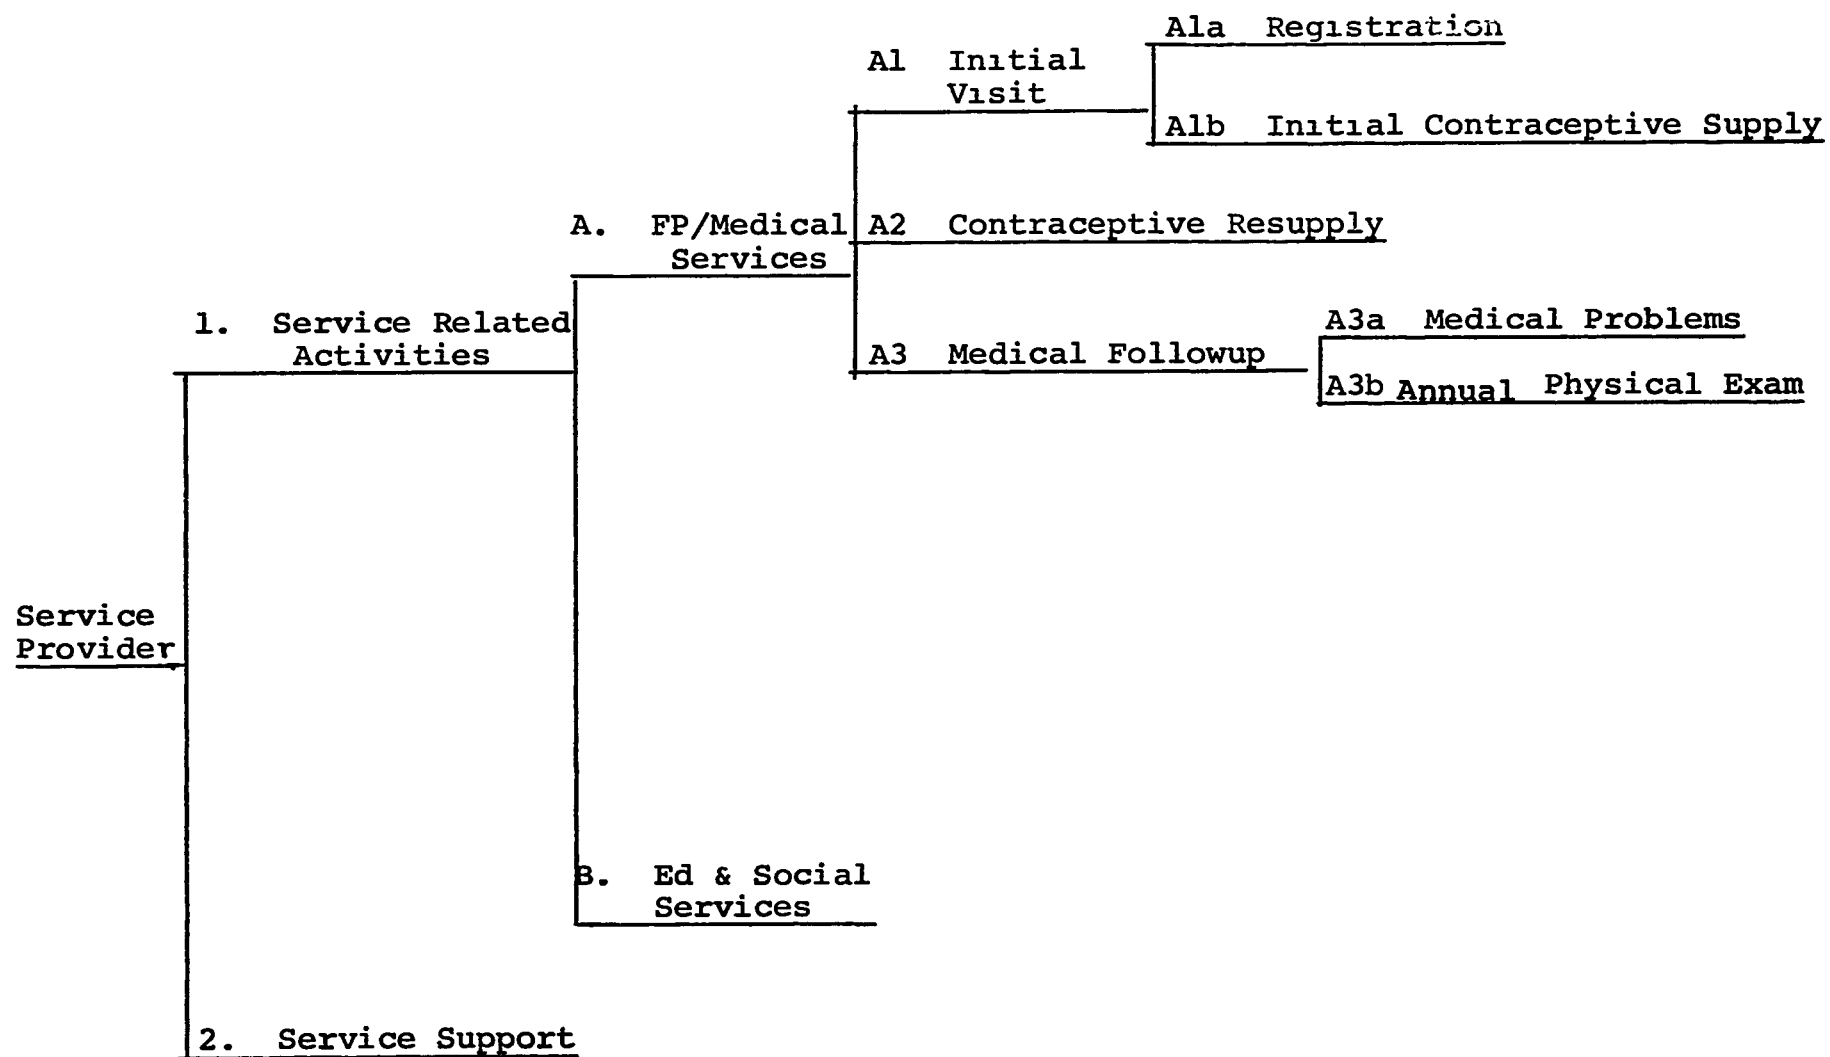 A1a Registration
A1 Initial
Visit
A1b Initial Contraceptive Supply
A. FP/Medical
Services
A2 Contraceptive Resupply
1. Service Related
Activities
A3 Medical Followup
A3a Medical Problems
A3b Annual Physical Exam
Service
Provider
B. Ed & Social
Services
2. Service Support